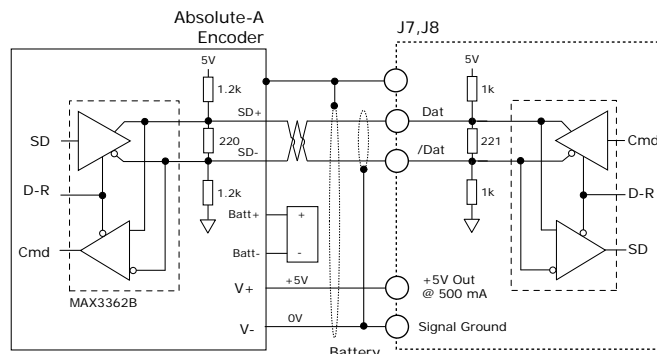 Absolute-A
Encoder
J7,J8
5V
1.2k
SD+
220
SD-
1.2k
SD
D-R
Cmd
MAX3362B
Batt+
+
Batt-
-
V+
+5V
V-
0V
Battery
5V
1k
Dat
221
/Dat
1k
Cmd
D-R
SD
+5V Out
@ 500 mA
Signal Ground